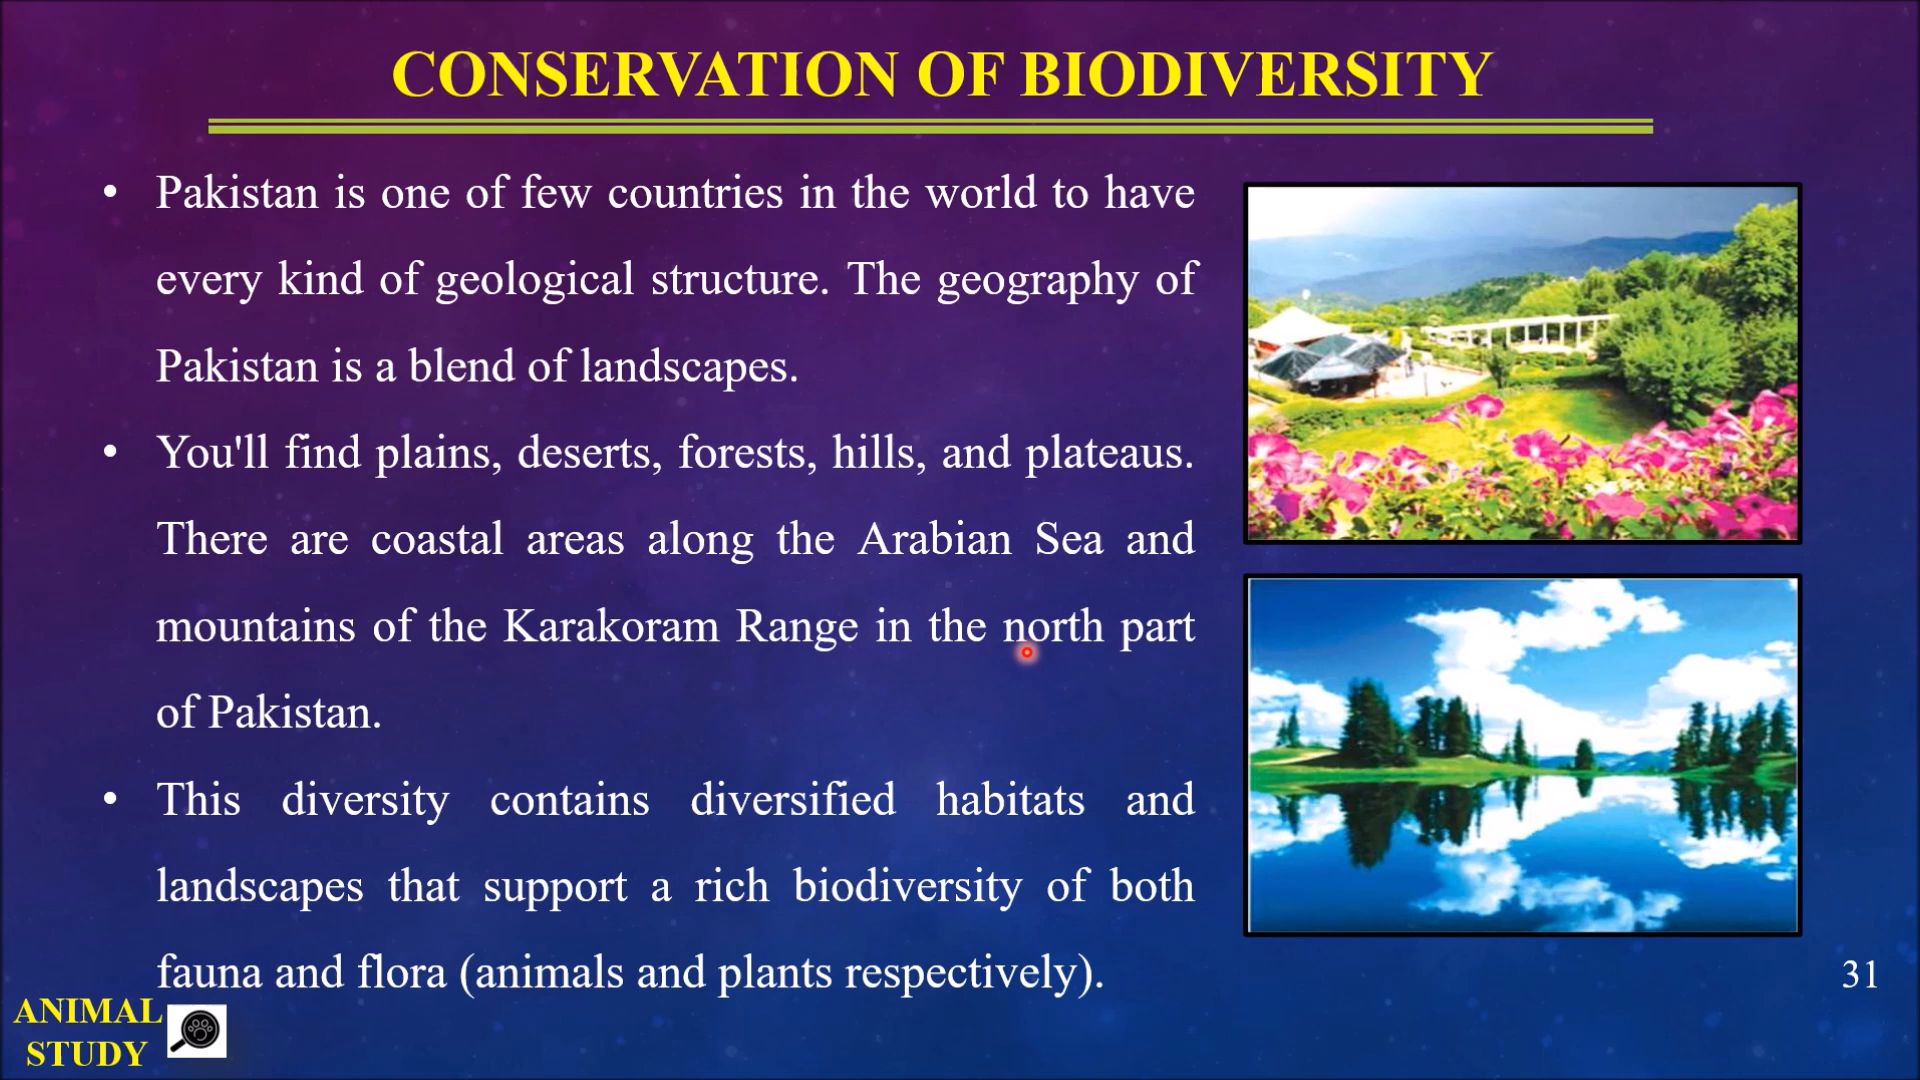 CONSERVATION OF BIODIVERSITY
• Pakistan is one of few countries in the world to have
every kind of geological structure. The geography of
Pakistan is a blend of landscapes.
• You'll find plains, deserts, forests, hills, and plateaus.
There are coastal areas along the Arabian Sea and
mountains of the Karakoram Range in the north part
of Pakistan.
• This diversity contains diversified habitats and
landscapes that support a rich biodiversity of both
fauna and flora (animals and plants respectively).
31
ANIMAL
STUDY